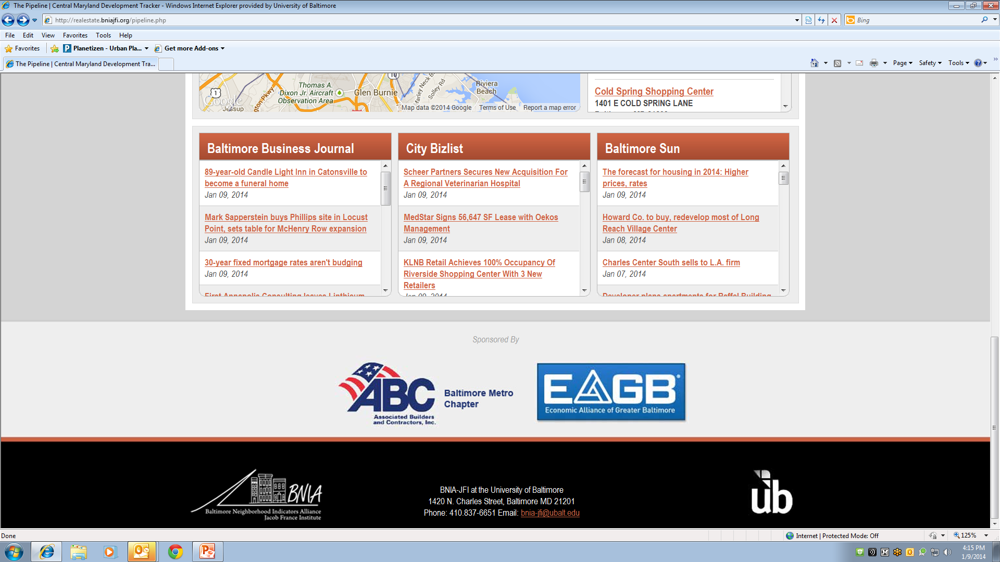 The Pipeline | Central Maryland Development Tracker - Windows Internet Explorer provided by University of Baltimore
http://realestate.bniajfi.org/pipeline.php
Bing
File Edit View Favorites Tools Help
Favorites
Planetizen - Urban Pla...
Get more Add-ons
The Pipeline | Central Maryland Development Tra...
Page Safety Tools
Thomas A.
Dixon Jr. Aircraft
Observation Area
Glen Burnie
Marley Neck
Solley Rd
Riviera
Beach
10
1
Google
Jessup
Map data ©2014 Google Terms of Use Report a map error
Cold Spring Shopping Center
1401 E COLD SPRING LANE
Baltimore Business Journal
89-year-old Candle Light Inn in Catonsville to
become a funeral home
Jan 09, 2014
Mark Sapperstein buys Phillips site in Locust
Point, sets table for McHenry Row expansion
Jan 09, 2014
30-year fixed mortgage rates aren't budging
Jan 09, 2014
First Annapolis Consulting leaves Linthicum
City Bizlist
Scheer Partners Secures New Acquisition For
A Regional Veterinarian Hospital
Jan 09, 2014
MedStar Signs 56,647 SF Lease with Oekos
Management
Jan 09, 2014
KLNB Retail Achieves 100% Occupancy Of
Riverside Shopping Center With 3 New
Retailers
Jan 09, 2014
Baltimore Sun
The forecast for housing in 2014: Higher
prices, rates
Jan 09, 2014
Howard Co. to buy, redevelop most of Long
Reach Village Center
Jan 08, 2014
Charles Center South sells to L.A. firm
Jan 07, 2014
Developer plans apartments for Raffel Building
Sponsored By
ABC
Associated Builders
and Contractors, Inc.
Baltimore Metro
Chapter
EAGB
Economic Alliance of Greater Baltimore
BNIA
Baltimore Neighborhood Indicators Alliance
Jacob France Institute
BNIA-JFI at the University of Baltimore
1420 N. Charles Street, Baltimore MD 21201
Phone: 410.837-6651 Email: bnia-jfi@ubalt.edu
ub
Done
Internet | Protected Mode: Off
125%
4:15 PM
1/9/2014